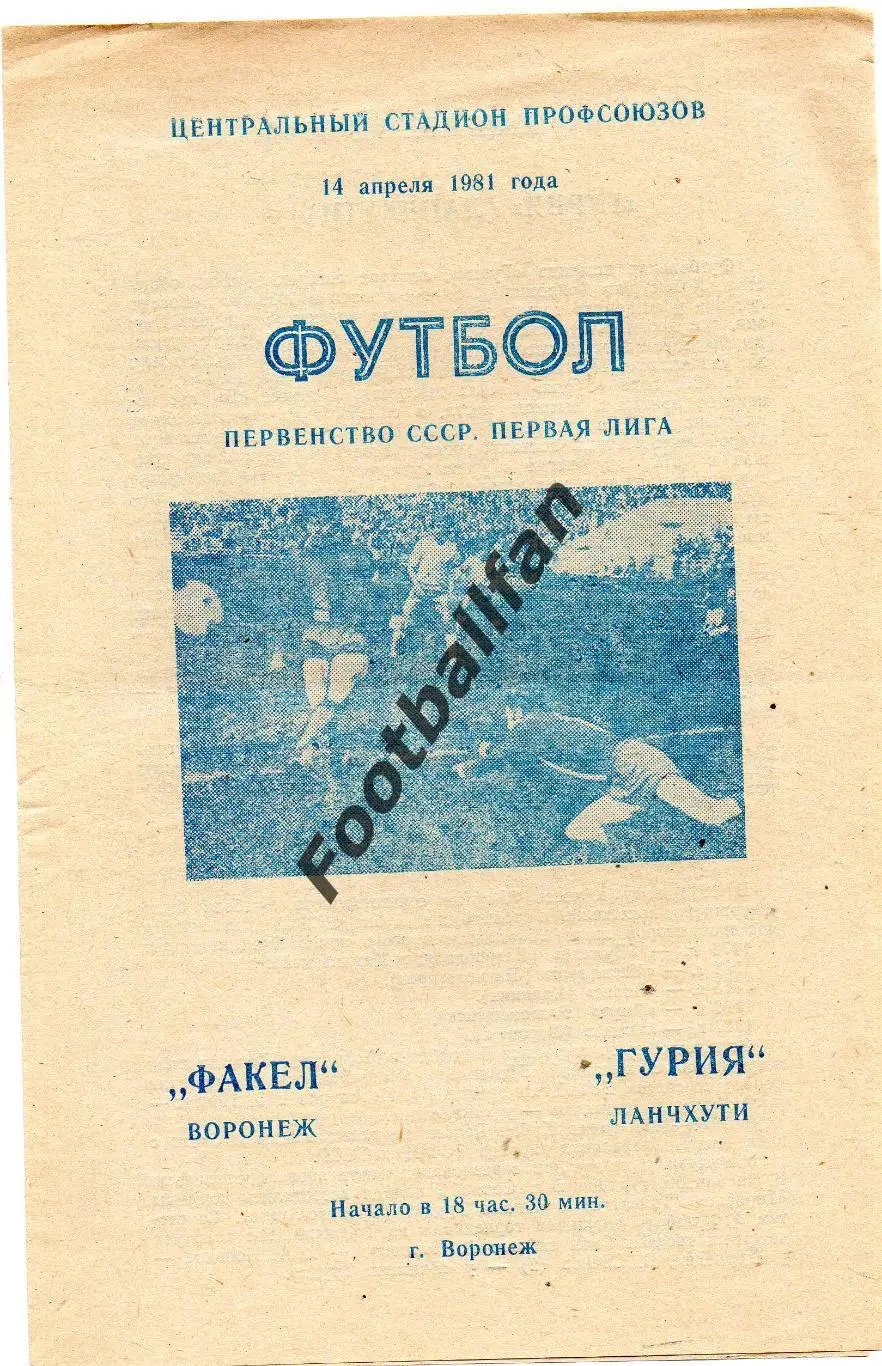 ЦЕНТРАЛЬНЫЙ СТАДИОН ПРОФСОЮЗОВ
14 апреля 1981 года
ФУТБОЛ
ПЕРВЕНСТВО СССР. ПЕРВАЯ ЛИГА
Footballfan
„ФАКЕЛ“
ВОРОНЕЖ
„ГУРИЯ“
ЛАНЧХУТИ
Начало в 18 час. 30 мин.
г. Воронеж